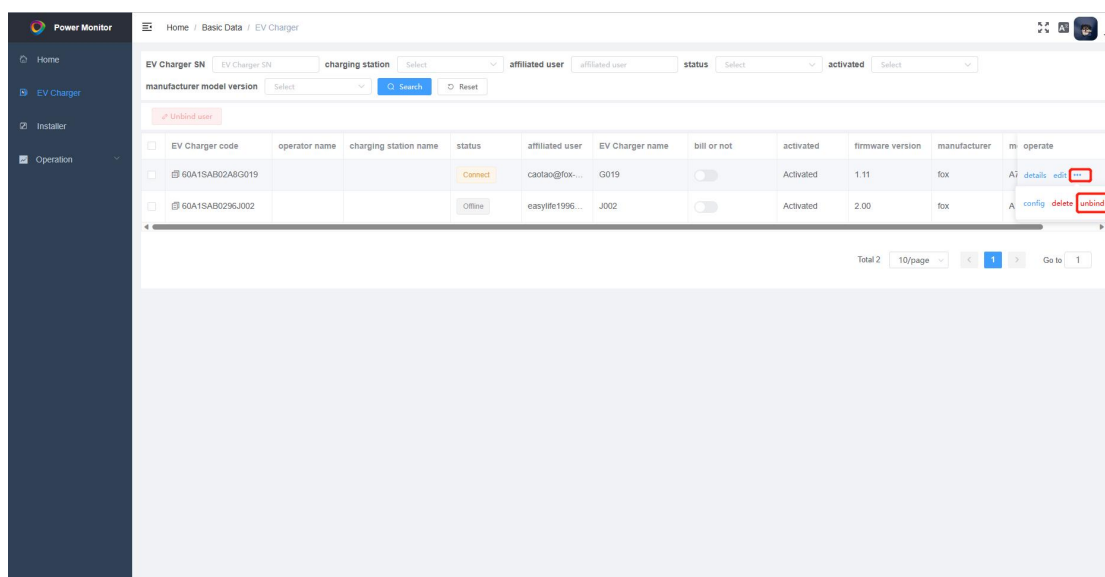 Power Monitor
Home / Basic Data / EV Charger
Home
EV Charger
Installer
Operation
EV Charger SN EV Charger SN charging station Select affiliated user affiliated user status Select activated Select
manufacturer model version Select Search Reset
Unbind user
EV Charger code operator name charging station name status affiliated user EV Charger name bill or not activated firmware version manufacturer m operate
60A1SAB02A8G019 Connect caotao@fox-... G019 Activated 1.11 fox A7 details edit ...
60A1SAB0296J002 Offline easylife1996... J002 Activated 2.00 fox A config delete unbind
Total 2 10/page < 1 > Go to 1